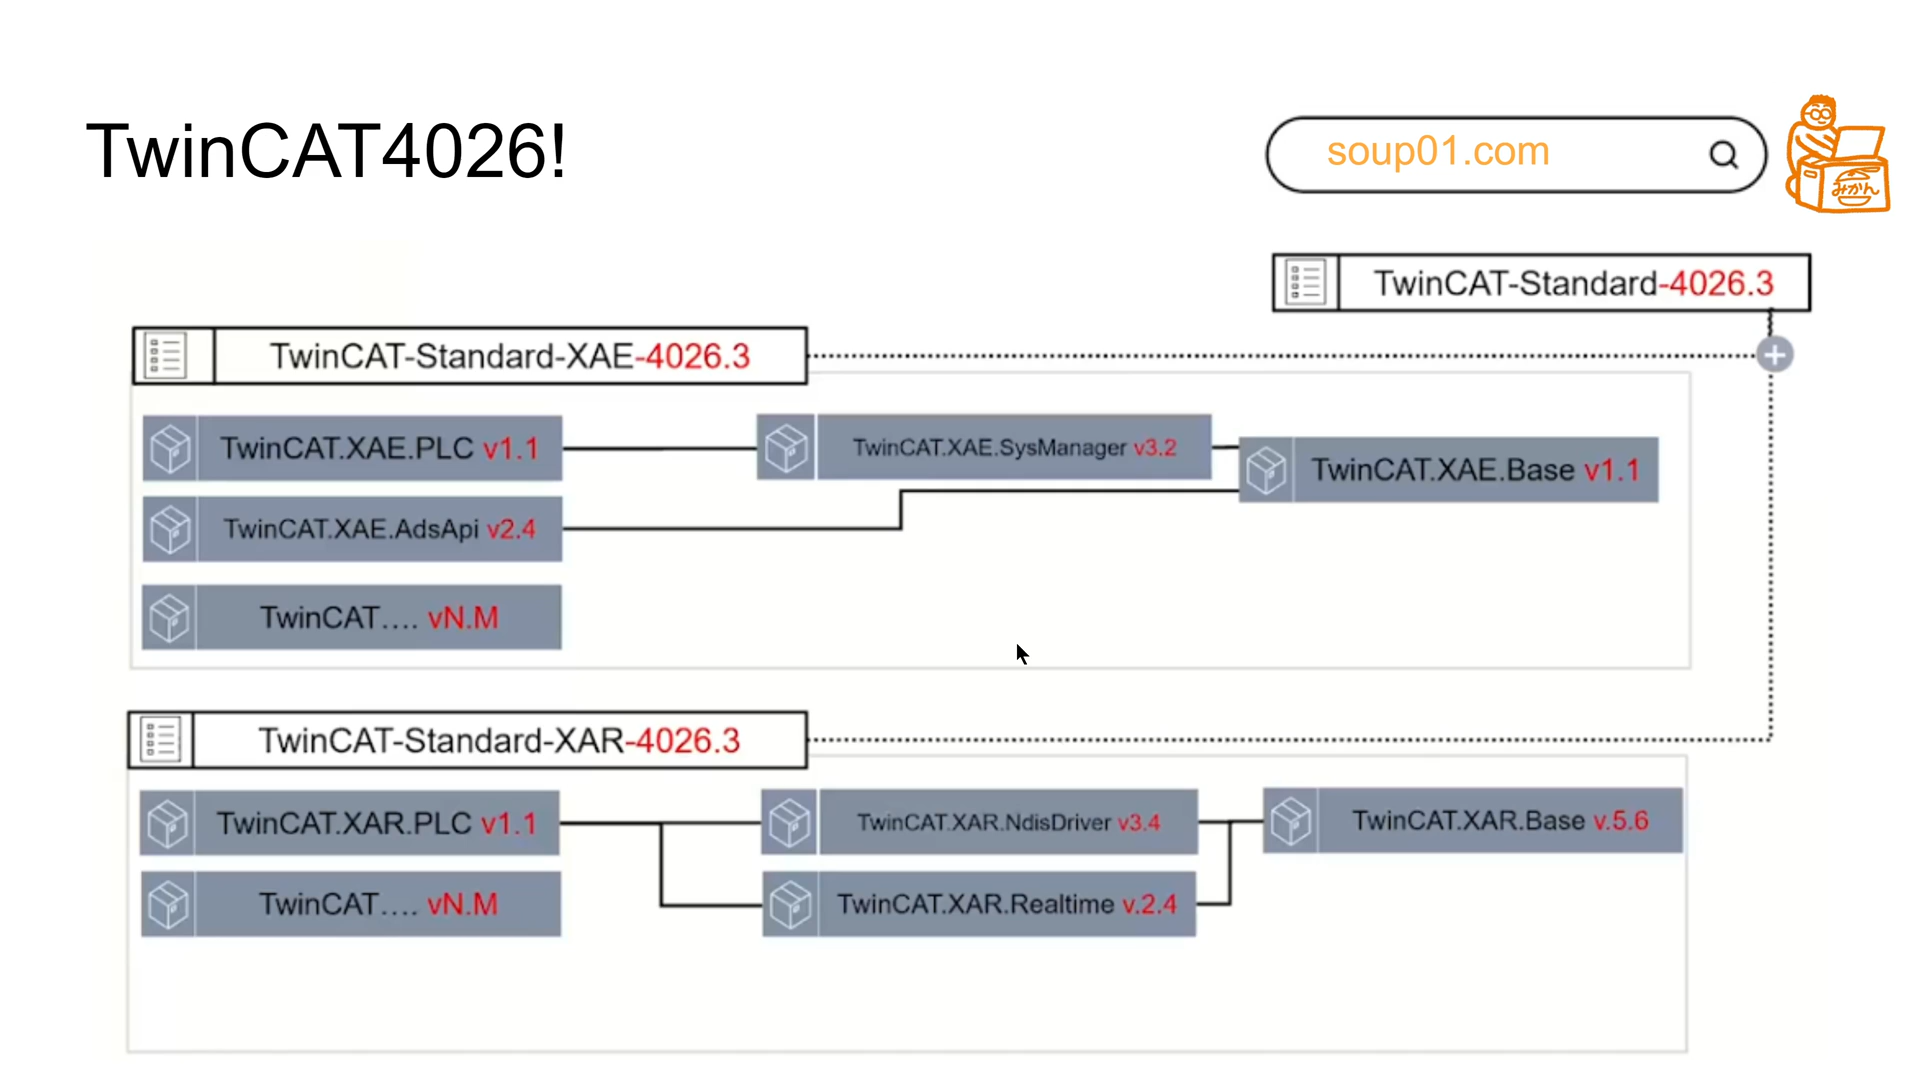 TwinCAT4026!
soup01.com
みかん
TwinCAT-Standard-4026.3
TwinCAT-Standard-XAE-4026.3
TwinCAT.XAE.PLC v1.1
TwinCAT.XAE.SysManager v3.2
TwinCAT.XAE.Base v1.1
TwinCAT.XAE.AdsApi v2.4
TwinCAT.... vN.M
TwinCAT-Standard-XAR-4026.3
TwinCAT.XAR.PLC v1.1
TwinCAT.XAR.NdisDriver v3.4
TwinCAT.XAR.Base v.5.6
TwinCAT.... vN.M
TwinCAT.XAR.Realtime v.2.4